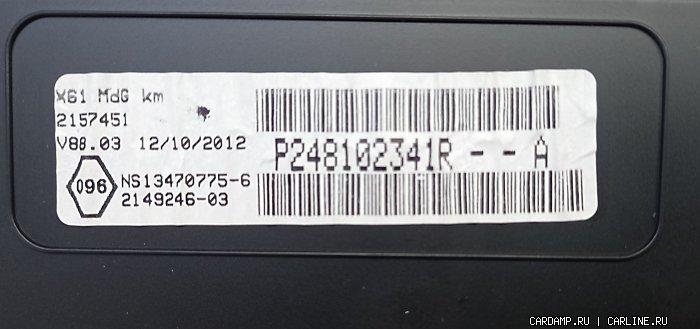 X61 MdG km
2157451
V88.03 12/10/2012
P248102341R - - A
096
NS13470775-6
2149246-03
CARDAMP.RU | CARLINE.RU